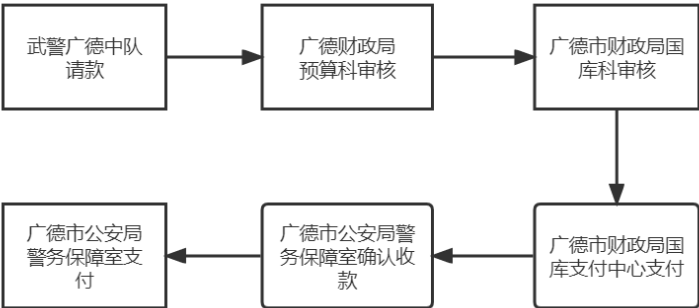 武警广德中队
请款
广德财政局
预算科审核
广德市财政局国
库科审核
广德市公安局
警务保障室支
付
广德市公安局警
务保障室确认收
款
广德市财政局国
库支付中心支付